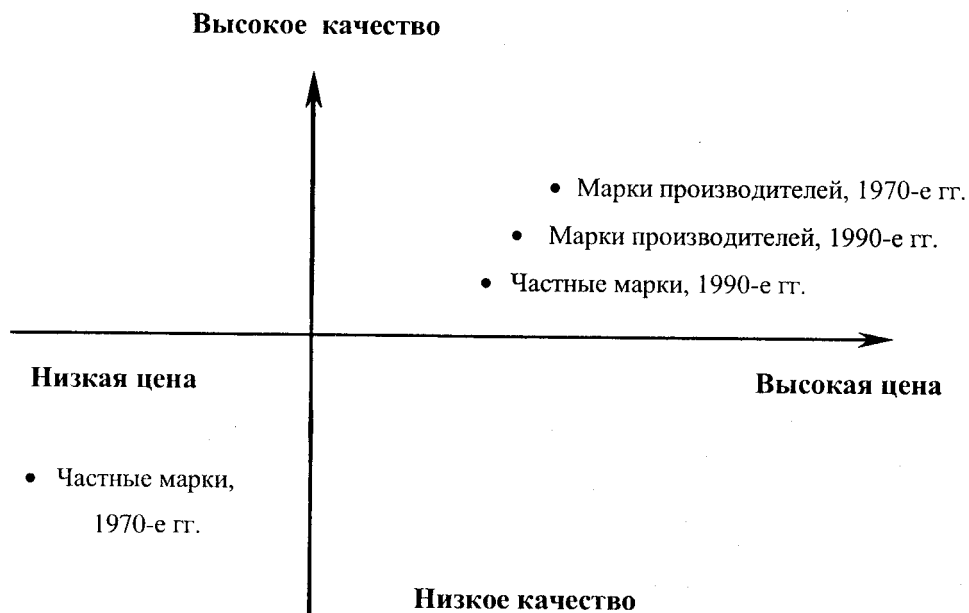 Высокое качество
• Марки производителей, 1970-е гг.
• Марки производителей, 1990-е гг.
• Частные марки, 1990-е гг.
Низкая цена
Высокая цена
• Частные марки,
1970-е гг.
Низкое качество